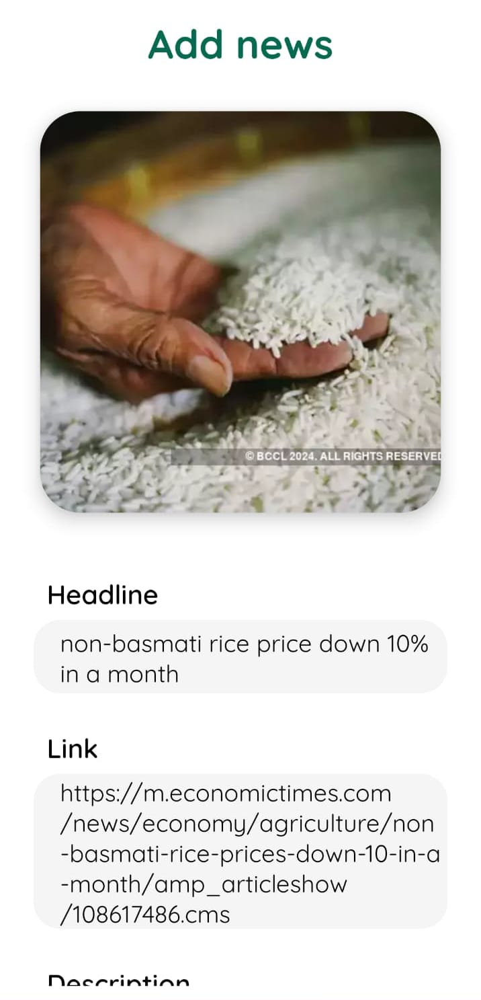 Add news
© BCCL 2024. ALL RIGHTS RESERVED
Headline
non-basmati rice price down 10%
in a month
Link
https://m.economictimes.com
/news/economy/agriculture/non
-basmati-rice-prices-down-10-in-a
-month/amp_articleshow
/108617486.cms
Description